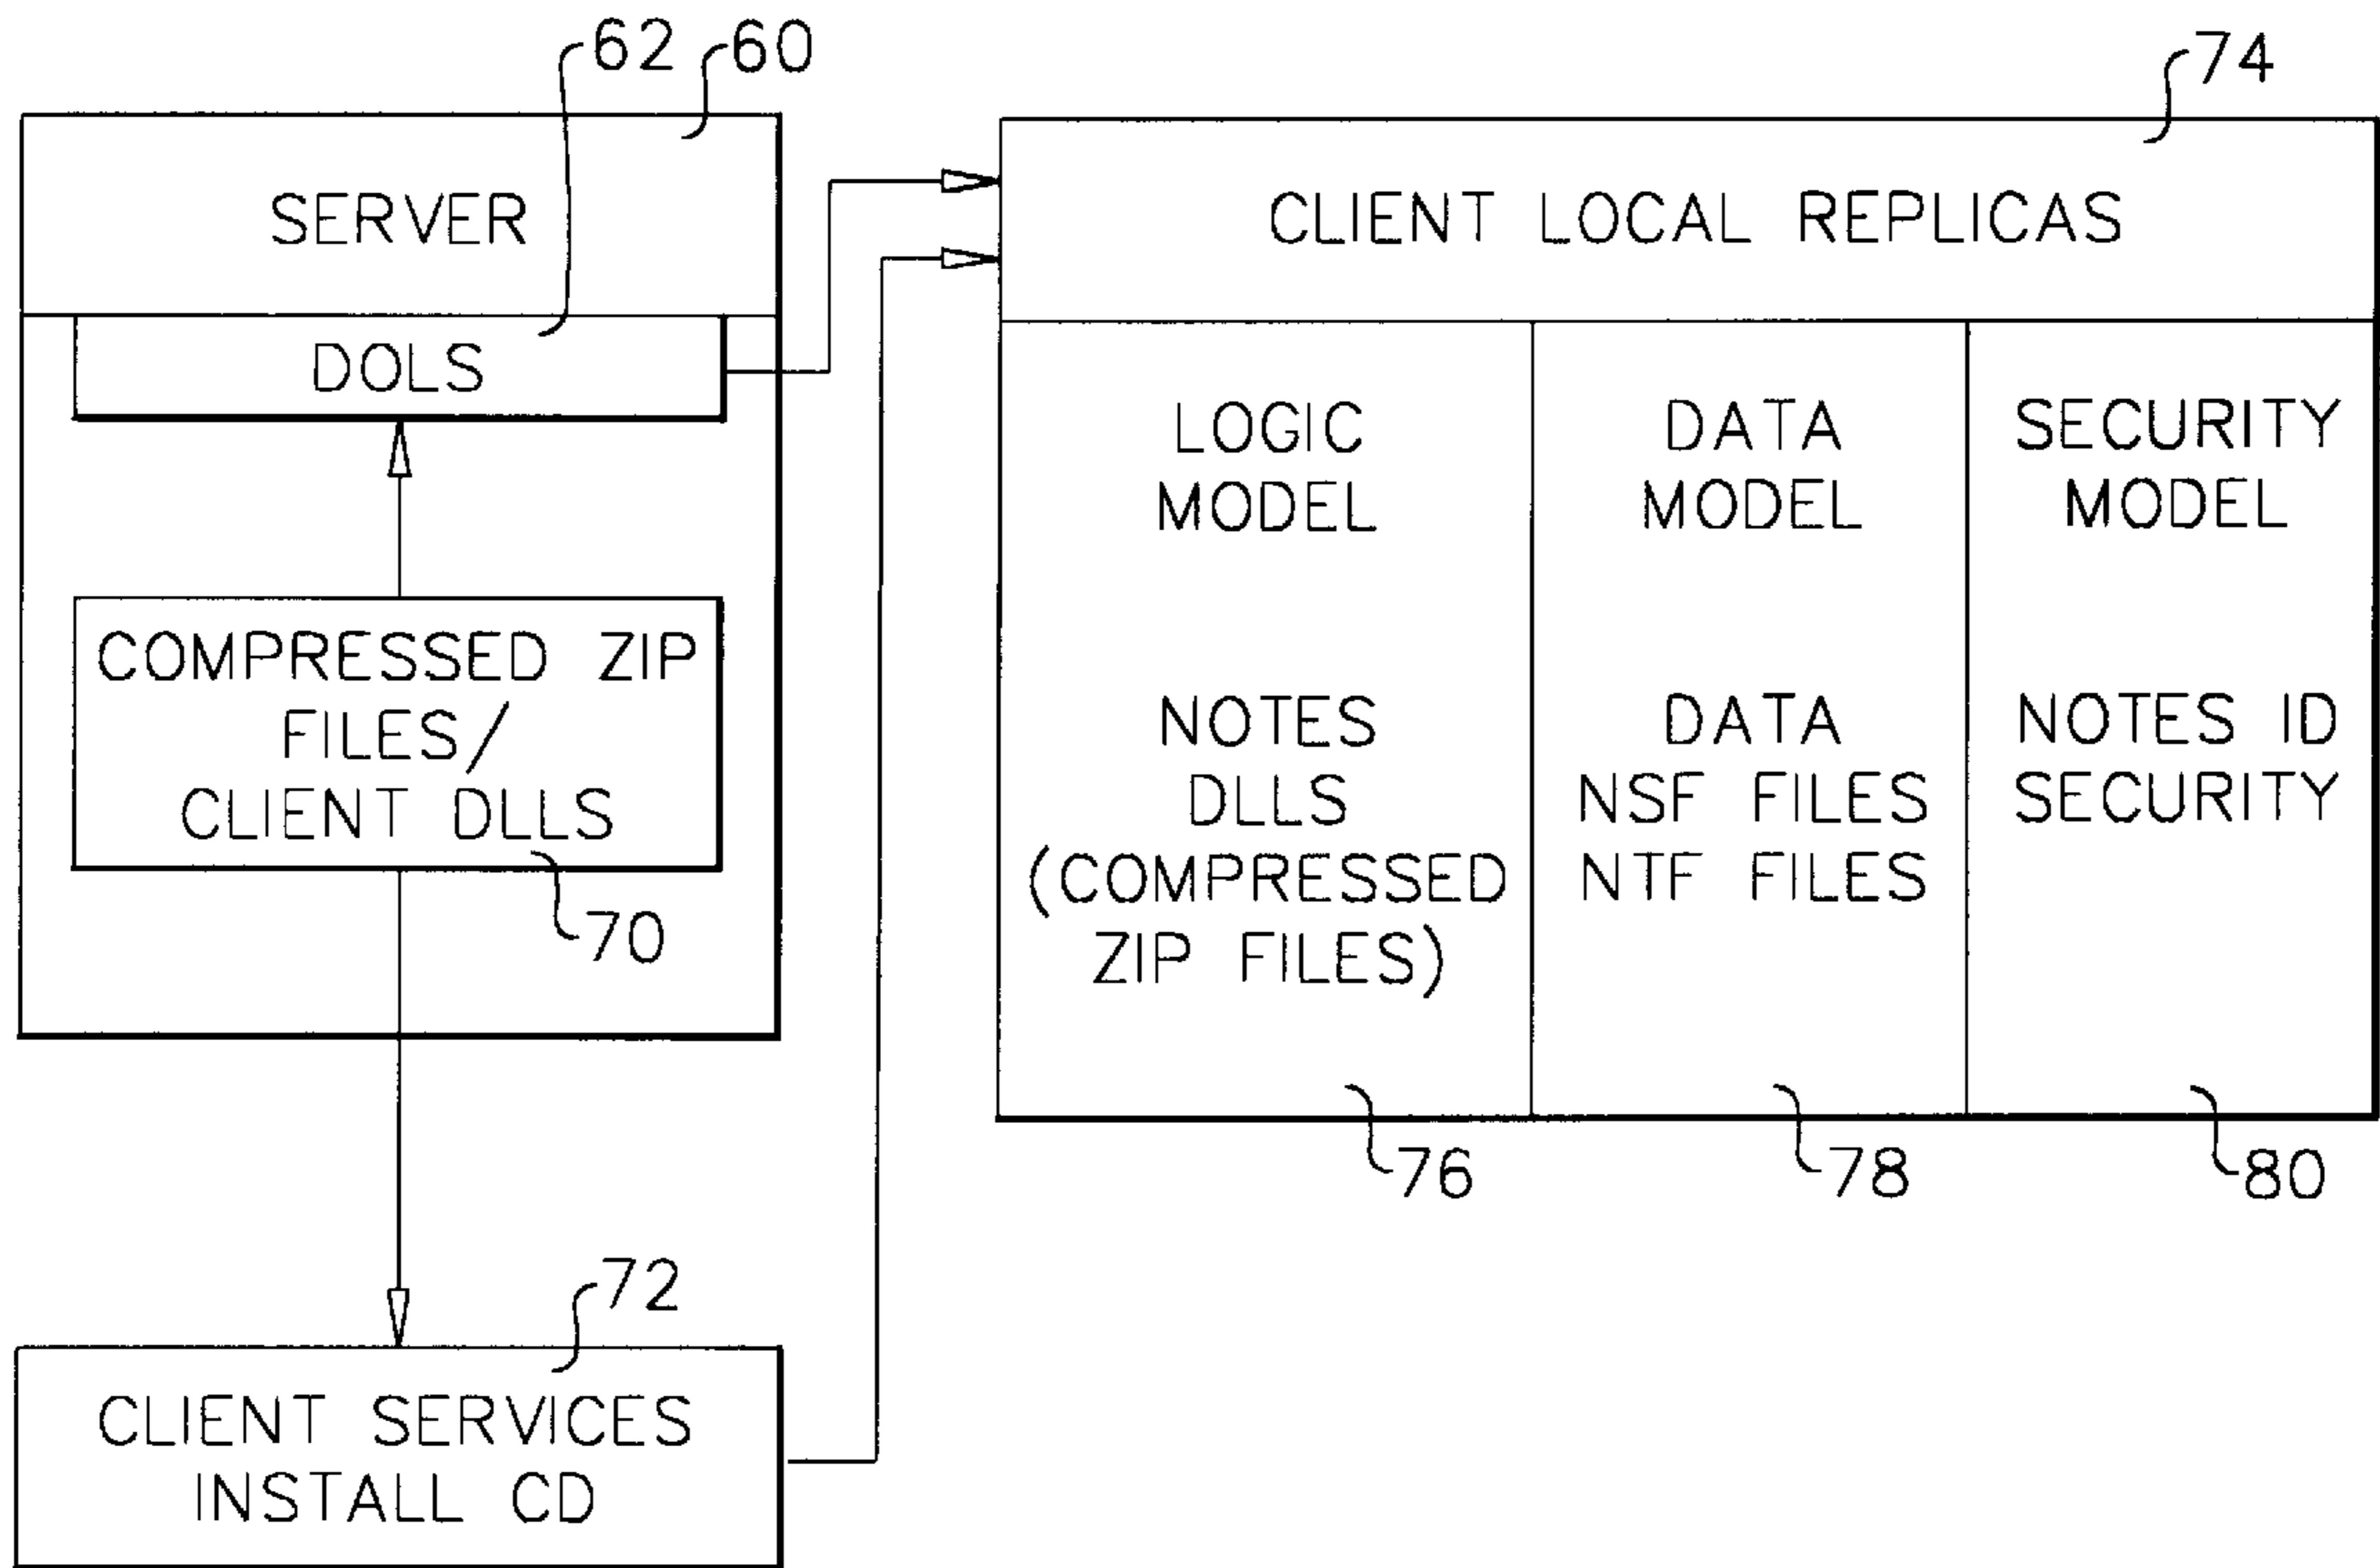 62
60
SERVER
DOLS
COMPRESSED ZIP
FILES/
CLIENT DLLS
70
72
CLIENT SERVICES
INSTALL CD
74
CLIENT LOCAL REPLICAS
LOGIC
MODEL
NOTES
DLLS
(COMPRESSED
ZIP FILES)
76
DATA
MODEL
DATA
NSF FILES
NTF FILES
78
SECURITY
MODEL
NOTES ID
SECURITY
80